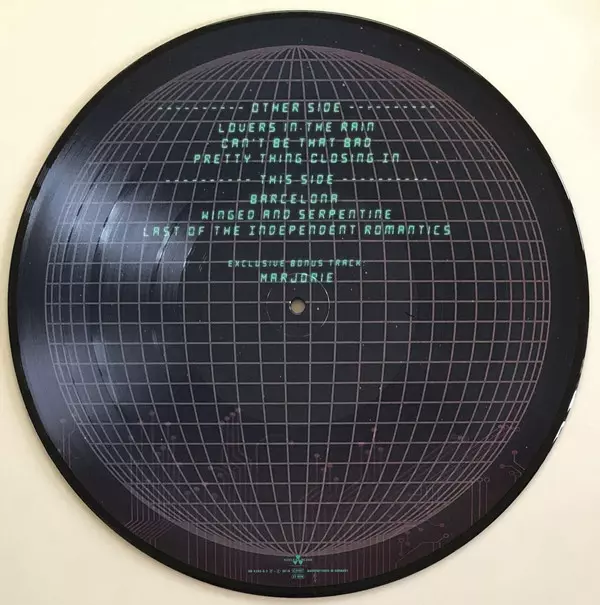 ---------- OTHER SIDE ----------
LOVERS IN THE RAIN
CAN'T BE THAT BAD
PRETTY THING CLOSING IN
---------- THIS SIDE ----------
BARCELONA
WINGED AND SERPENTINE
LAST OF THE INDEPENDENT ROMANTICS
EXCLUSIVE BONUS TRACK:
MARJORIE